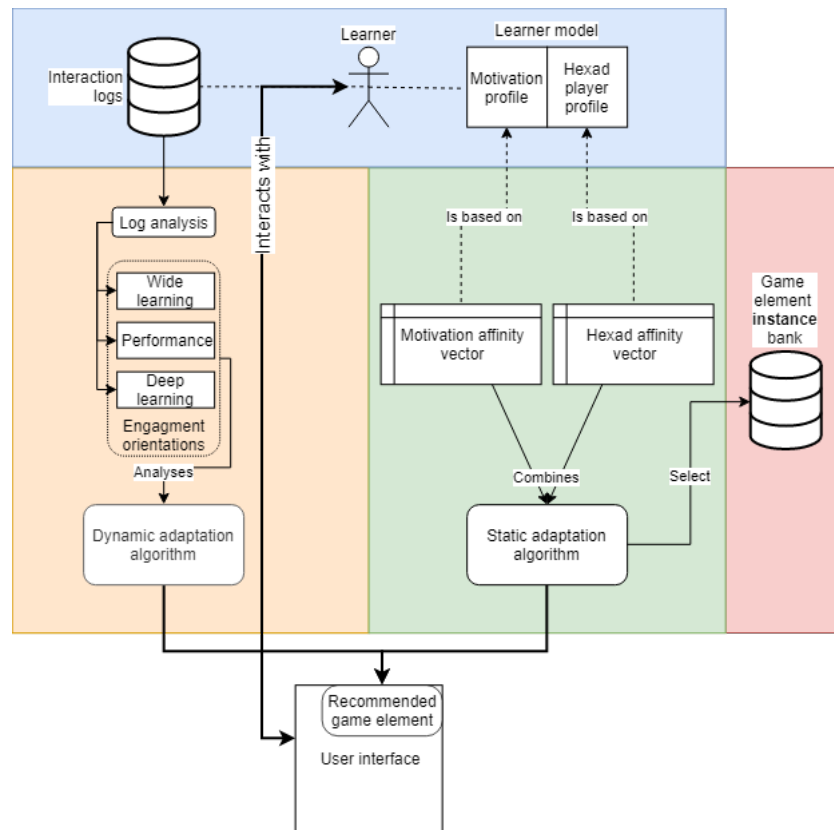 Learner
Learner model
Interaction
logs
Motivation
profile
Hexad
player
profile
Interacts with
Log analysis
Is based on
Is based on
Wide
learning
Performance
Deep
learning
Engagment
orientations
Motivation affinity
vector
Hexad affinity
vector
Game
element
instance
bank
Analyses
Combines
Select
Dynamic adaptation
algorithm
Static adaptation
algorithm
Recommended
game element
User interface